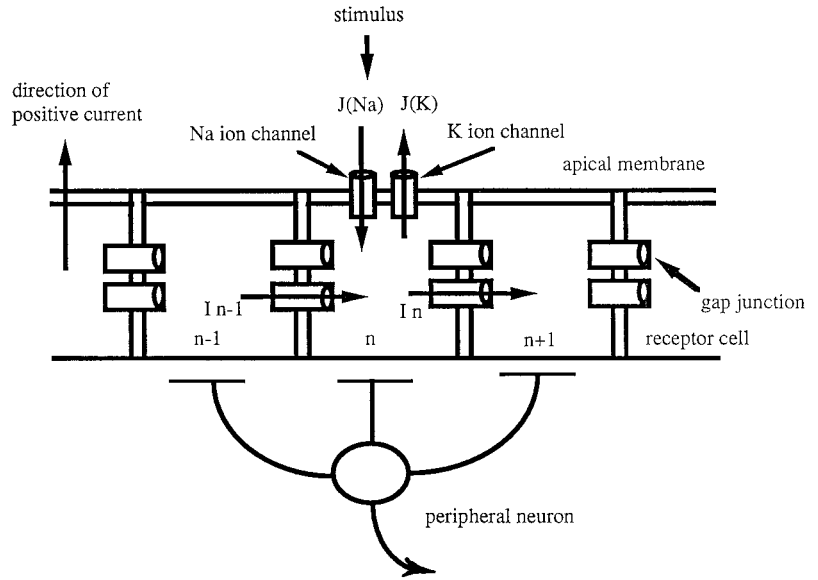 stimulus
direction of
positive current
J(Na) J(K)
Na ion channel
K ion channel
apical membrane
I n-1
I n
gap junction
n-1
n
n+1
receptor cell
peripheral neuron